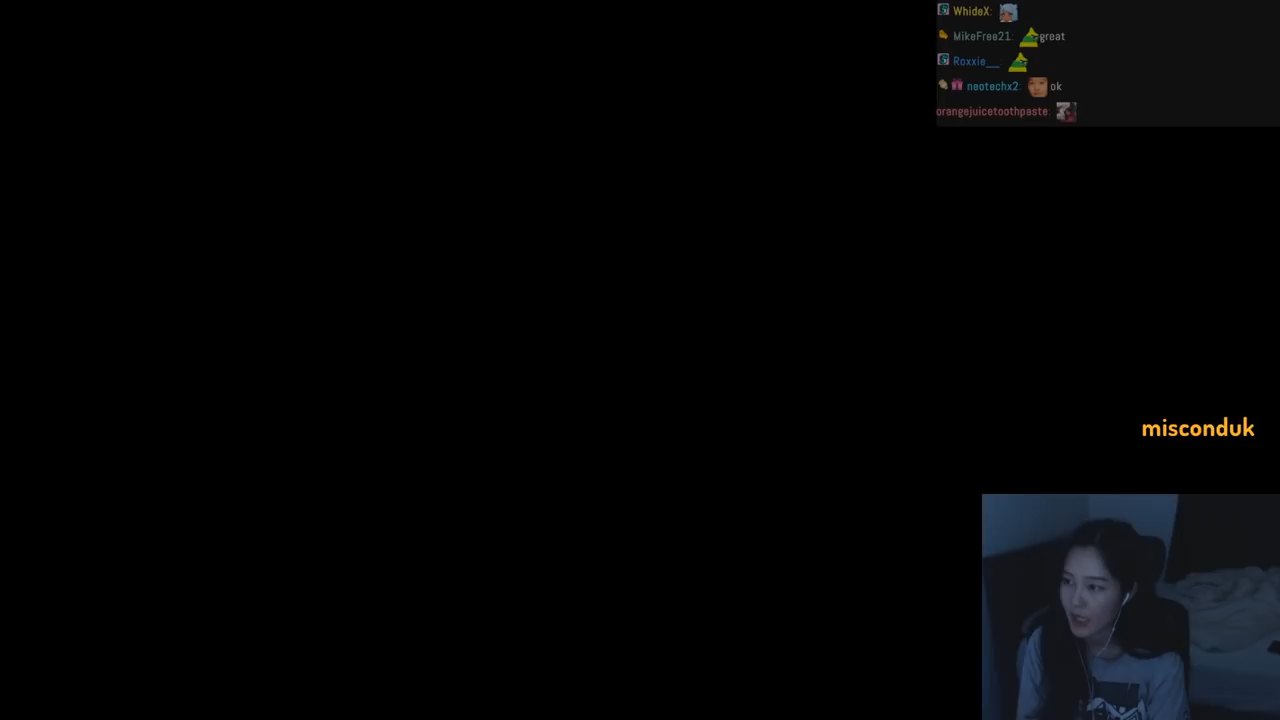 WhideX:
MikeFree21: great
Roxxie__:
neotechx2: ok
orangejuicetoothpaste:
misconduk